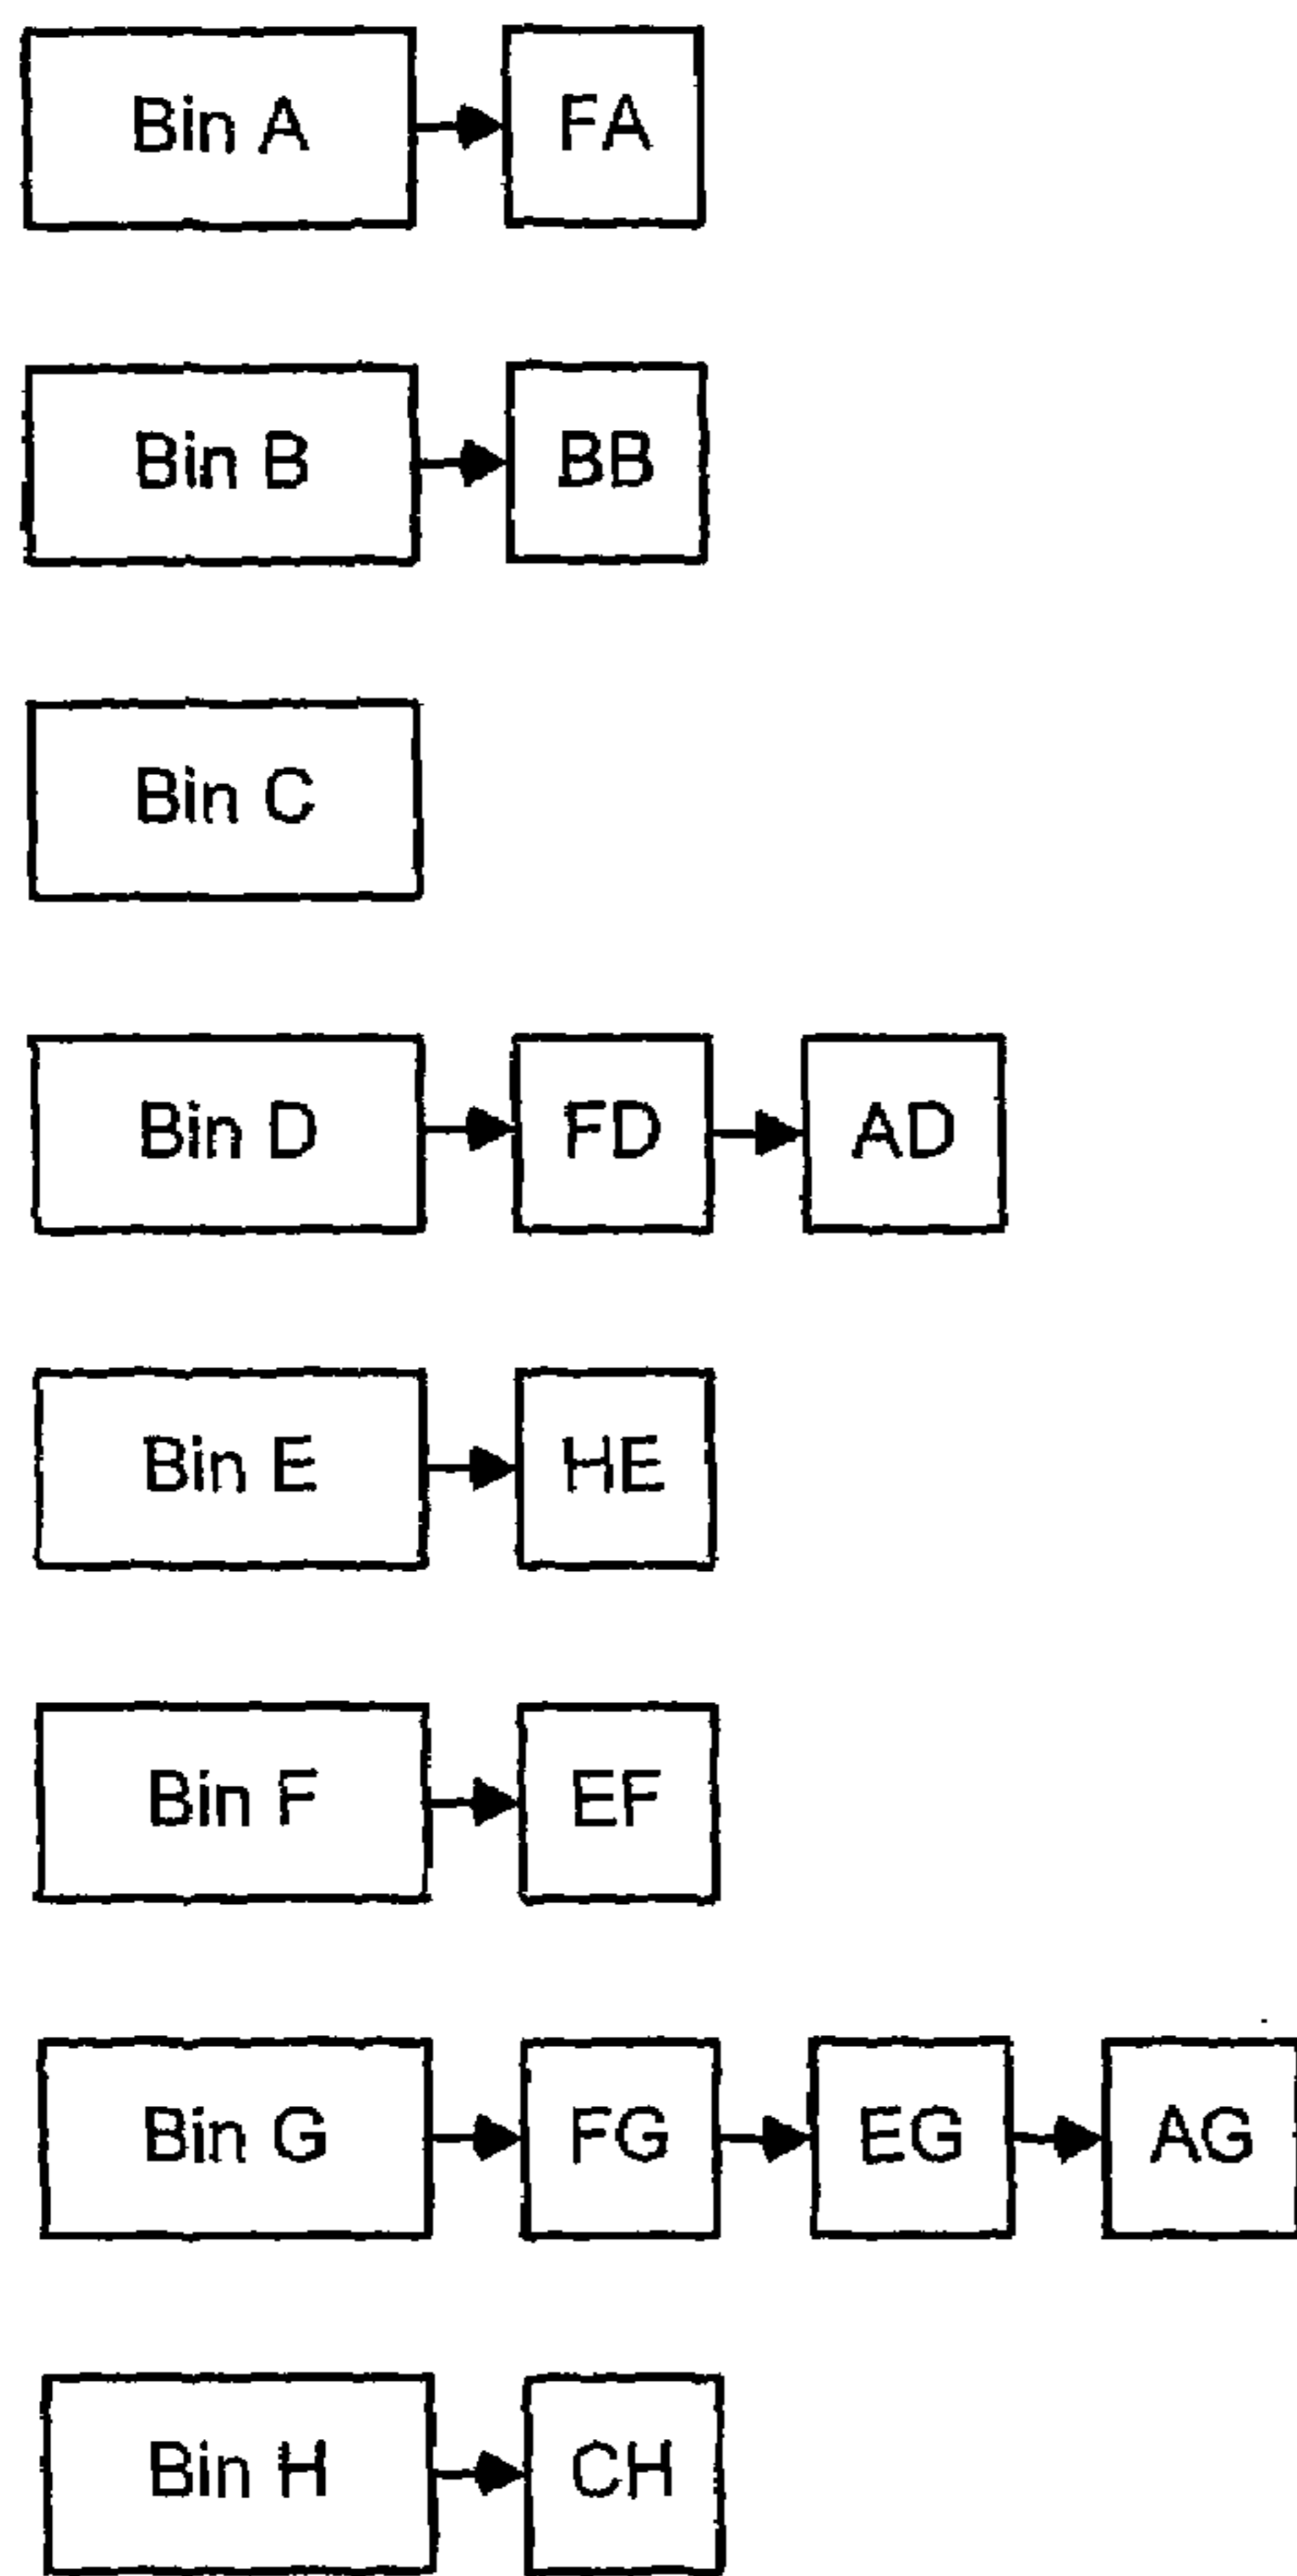 Bin A FA
Bin B BB
Bin C
Bin D FD AD
Bin E HE
Bin F EF
Bin G FG EG AG
Bin H CH